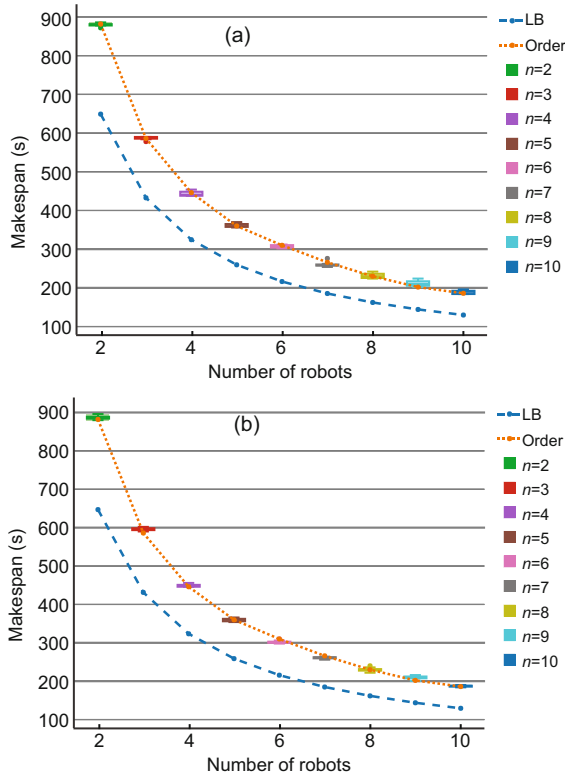 (a)
Makespan (s)
900
800
700
600
500
400
300
200
100
2
4
6
8
10
Number of robots
LB
Order
n=2
n=3
n=4
n=5
n=6
n=7
n=8
n=9
n=10
(b)
Makespan (s)
900
800
700
600
500
400
300
200
100
2
4
6
8
10
Number of robots
LB
Order
n=2
n=3
n=4
n=5
n=6
n=7
n=8
n=9
n=10